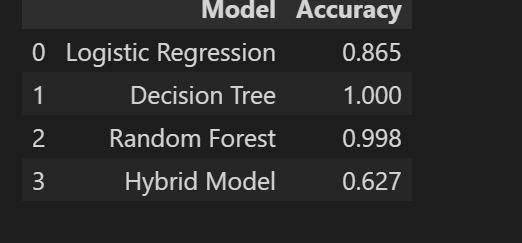 Model Accuracy
0 Logistic Regression 0.865
1 Decision Tree 1.000
2 Random Forest 0.998
3 Hybrid Model 0.627